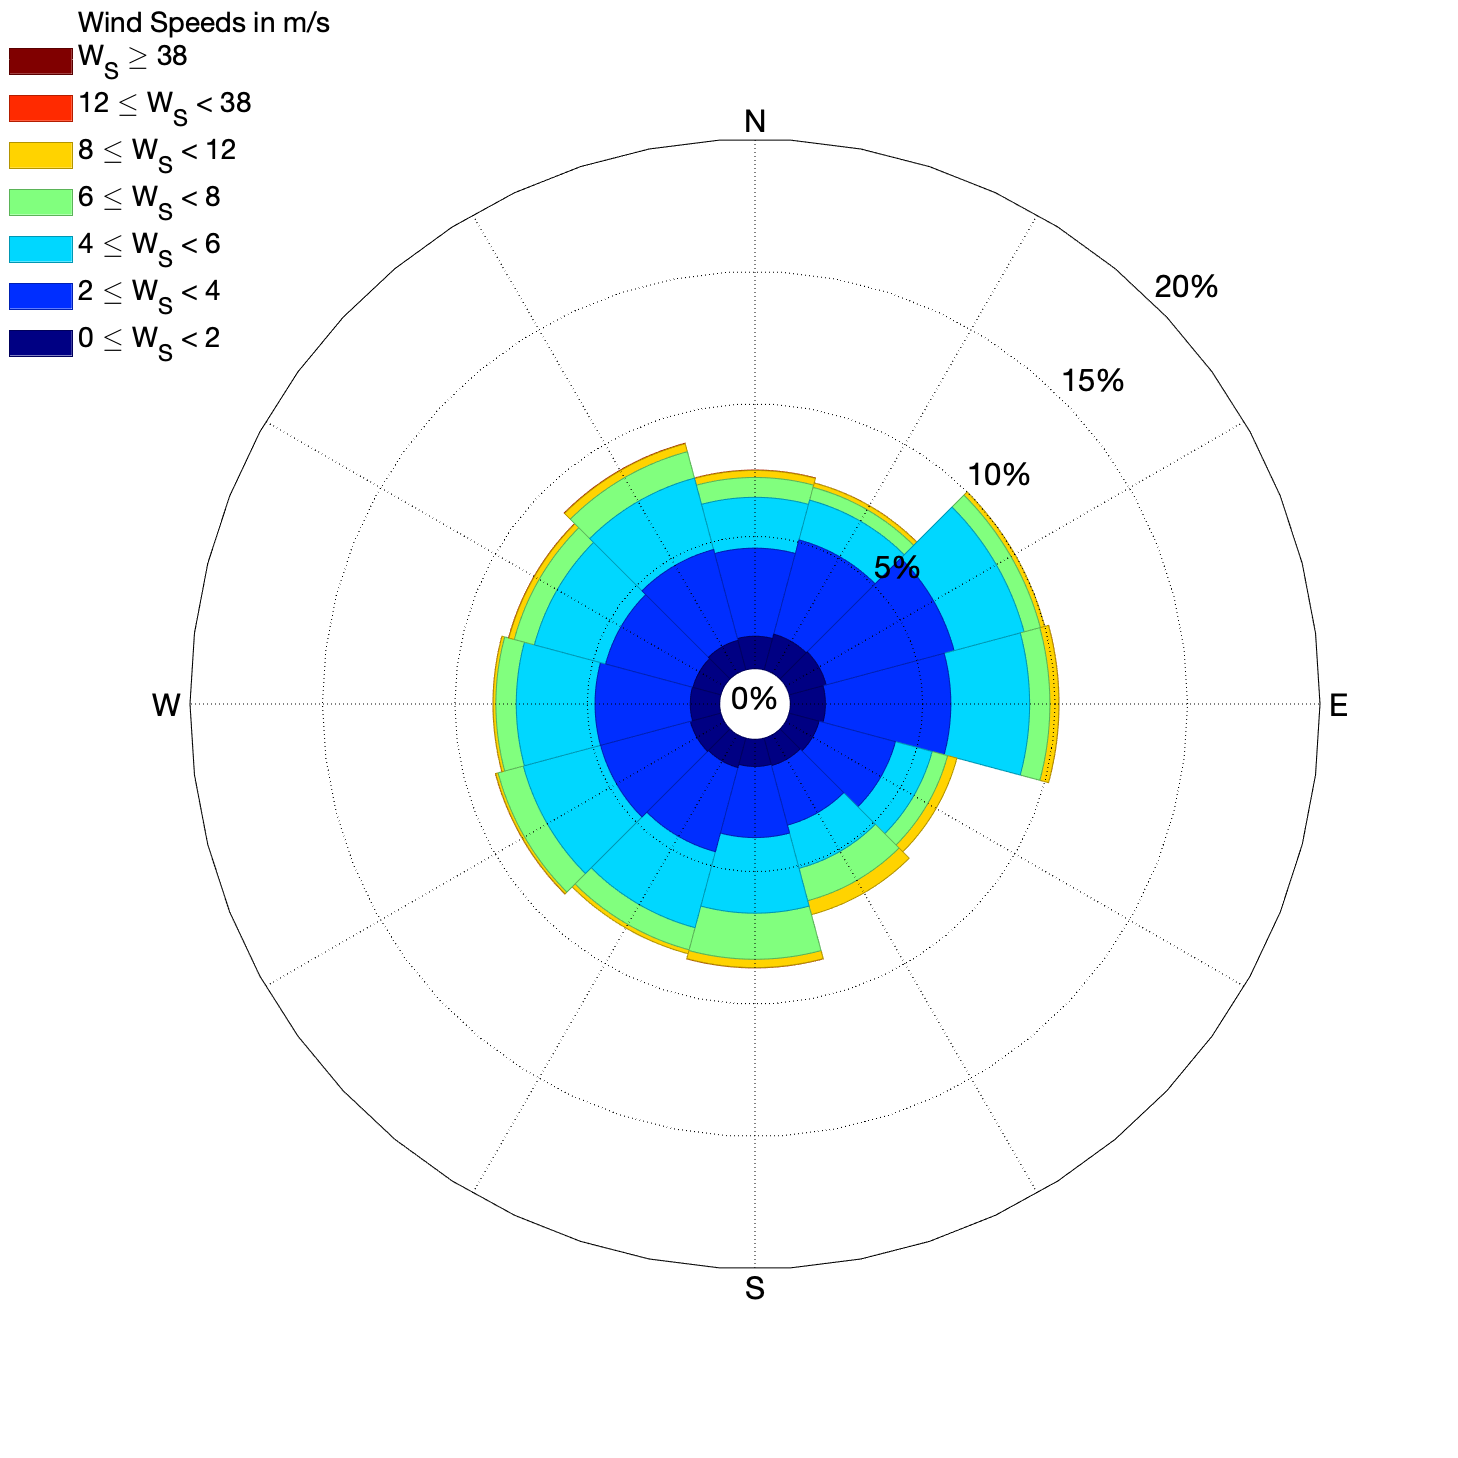 Wind Speeds in m/s
W_S ≥ 38
12 ≤ W_S < 38
8 ≤ W_S < 12
6 ≤ W_S < 8
4 ≤ W_S < 6
2 ≤ W_S < 4
0 ≤ W_S < 2
N
20%
15%
10%
5%
0%
W
E
S